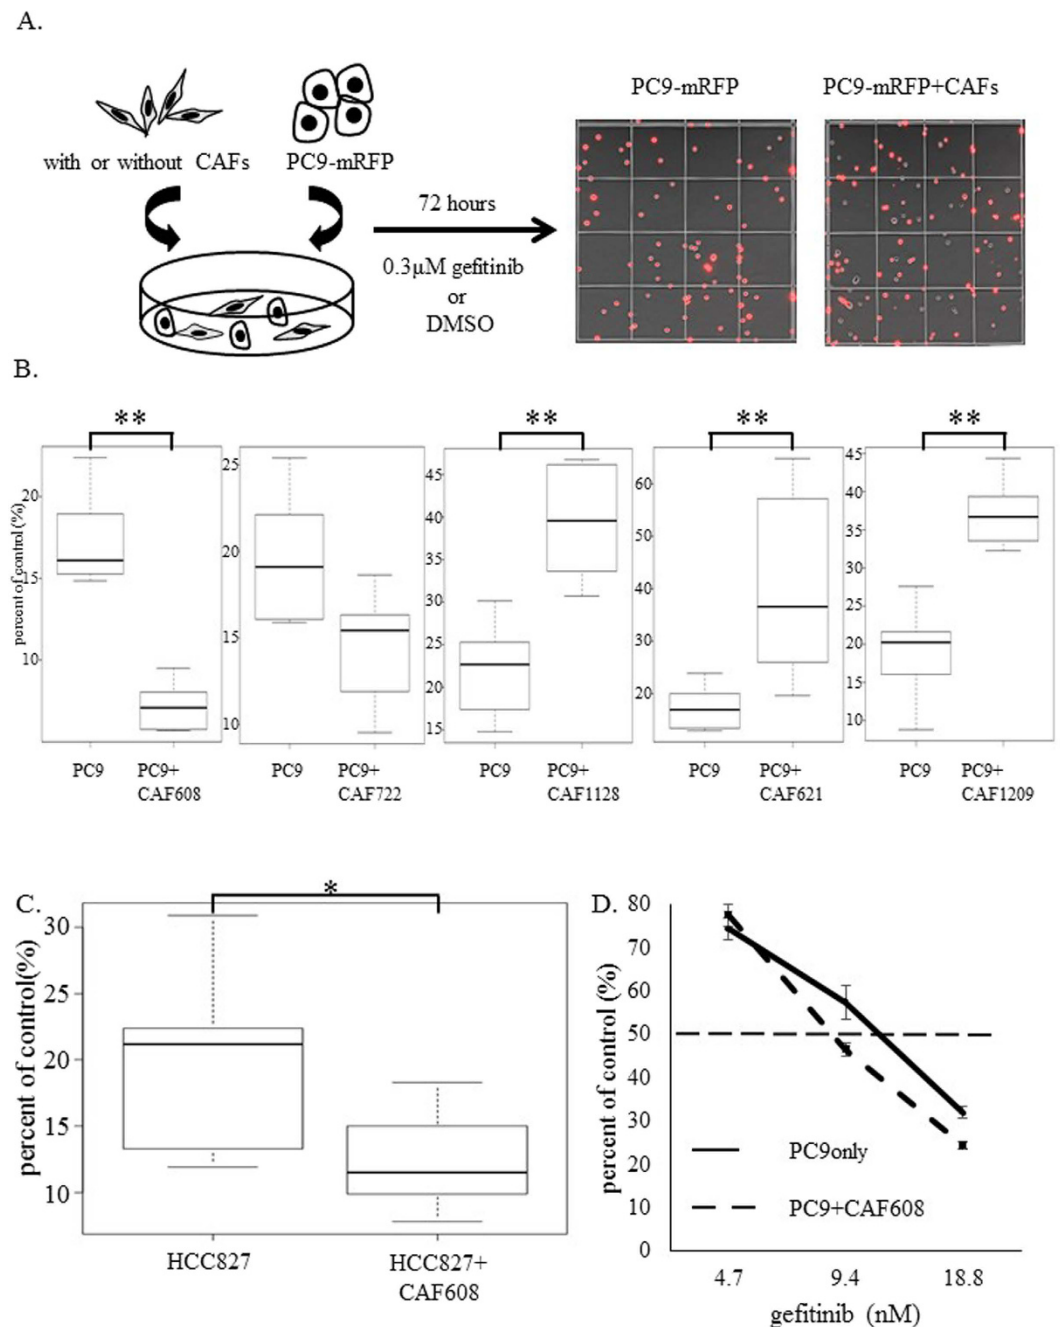 A.
PC9-mRFP
PC9-mRFP+CAFs
with or without CAFs
PC9-mRFP
72 hours
0.3μM gefitinib
or
DMSO
B.
**
**
**
**
percent of control (%)
20
15
10
PC9
PC9+
CAF608
25
20
15
10
PC9
PC9+
CAF722
45
40
35
30
25
20
15
PC9
PC9+
CAF1128
60
50
40
30
20
PC9
PC9+
CAF621
45
40
35
30
25
20
15
10
PC9
PC9+
CAF1209
C.
*
percent of control(%)
30
25
20
15
10
HCC827
HCC827+
CAF608
D.
percent of control (%)
80
70
60
50
40
30
20
10
0
PC9only
PC9+CAF608
4.7
9.4
18.8
gefitinib (nM)